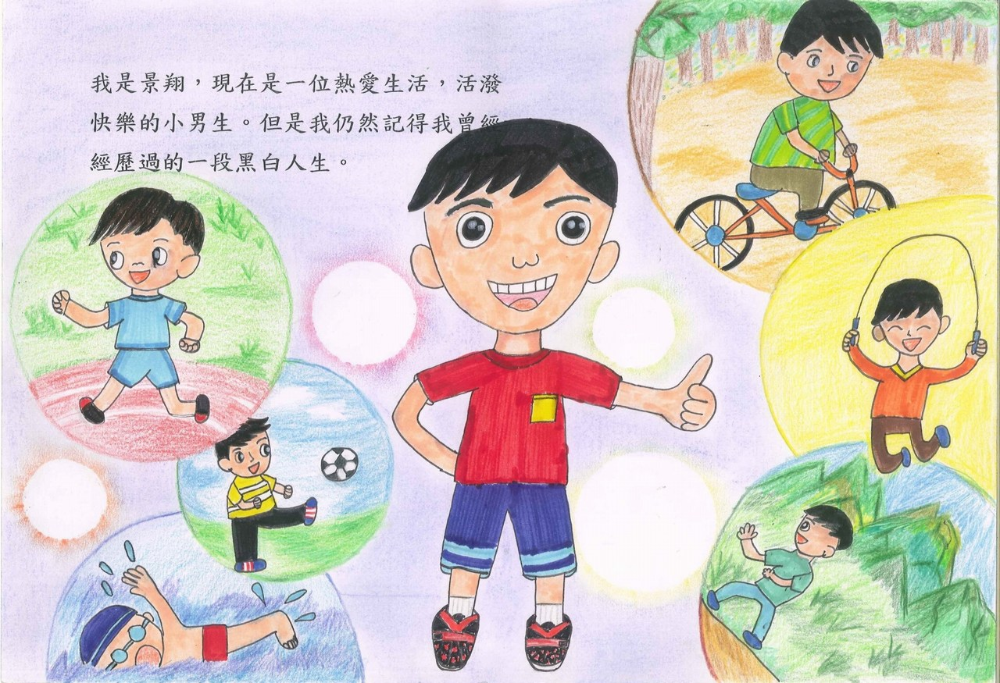 我是景翔，現在是一位熱愛生活，活潑
快樂的小男生。但是我仍然記得我曾經
經歷過的一段黑白人生。